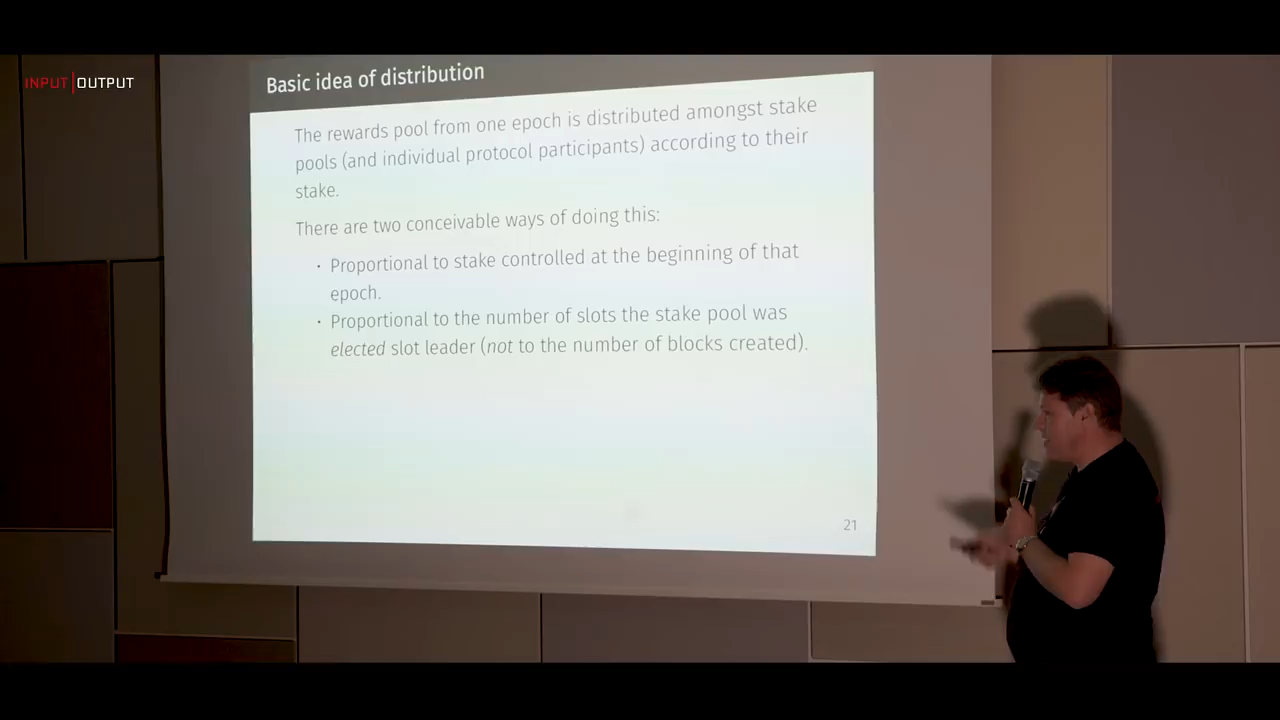 INPUT|OUTPUT
Basic idea of distribution
The rewards pool from one epoch is distributed amongst stake
pools (and individual protocol participants) according to their
stake.
There are two conceivable ways of doing this:
· Proportional to stake controlled at the beginning of that
epoch.
· Proportional to the number of slots the stake pool was
elected slot leader (not to the number of blocks created).
21